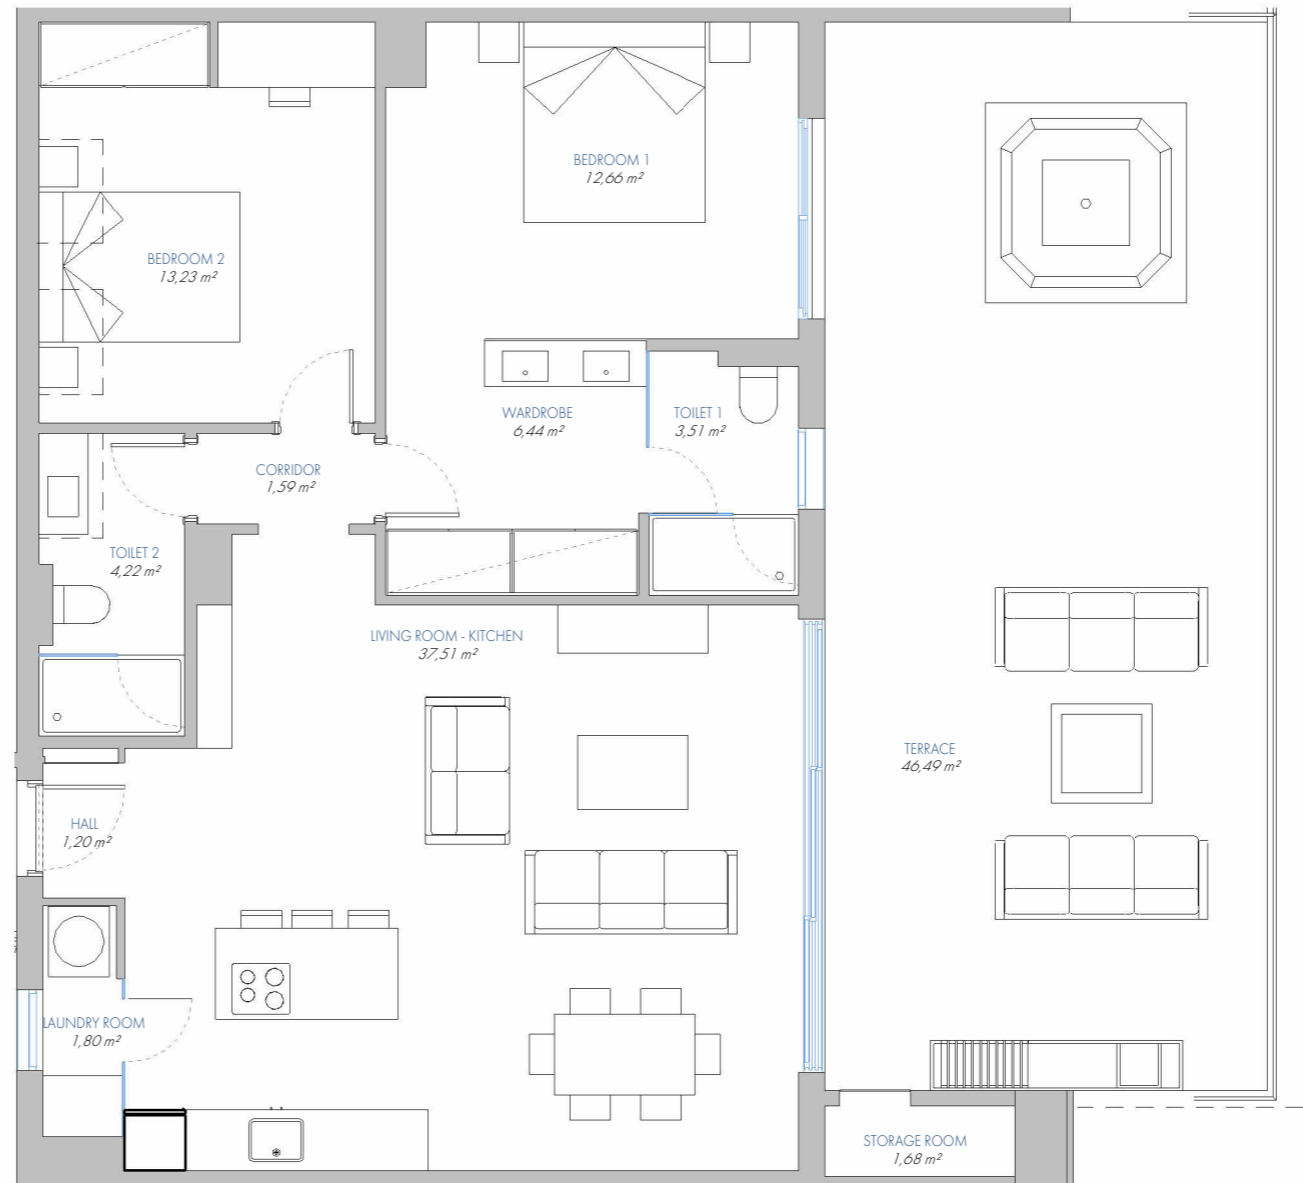 BEDROOM 1
12,66 m²
BEDROOM 2
13,23 m²
WARDROBE
6,44 m²
TOILET 1
3,51 m²
CORRIDOR
1,59 m²
TOILET 2
4,22 m²
LIVING ROOM - KITCHEN
37,51 m²
TERRACE
46,49 m²
HALL
1,20 m²
LAUNDRY ROOM
1,80 m²
STORAGE ROOM
1,68 m²